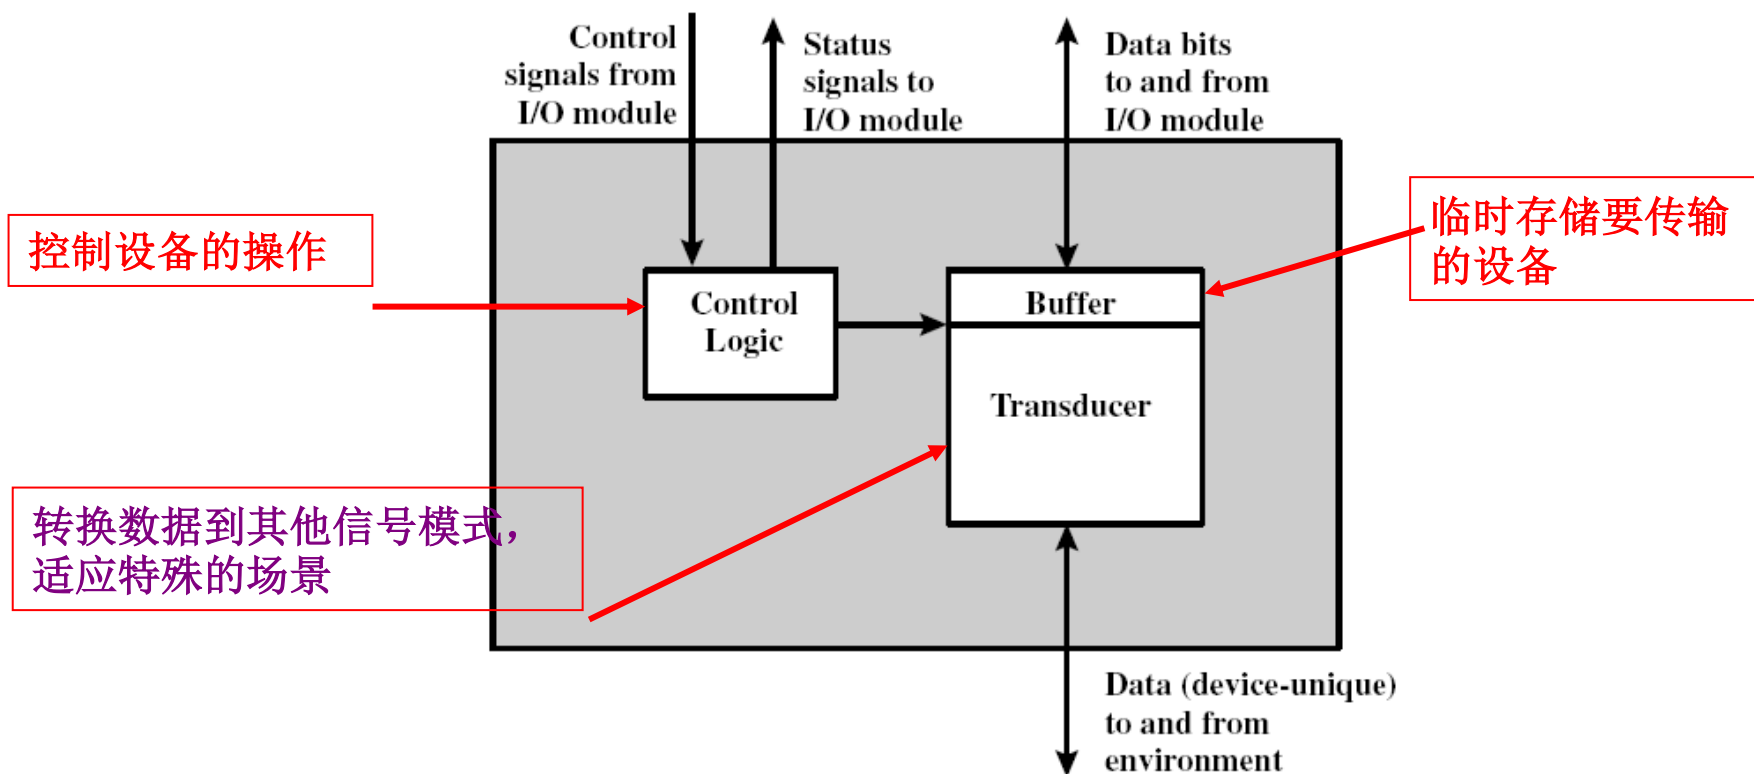 Control
signals from
I/O module
Status
signals to
I/O module
Data bits
to and from
I/O module
控制设备的操作
临时存储要传输
的设备
Control
Logic
Buffer
Transducer
转换数据到其他信号模式，
适应特殊的场景
Data (device-unique)
to and from
environment